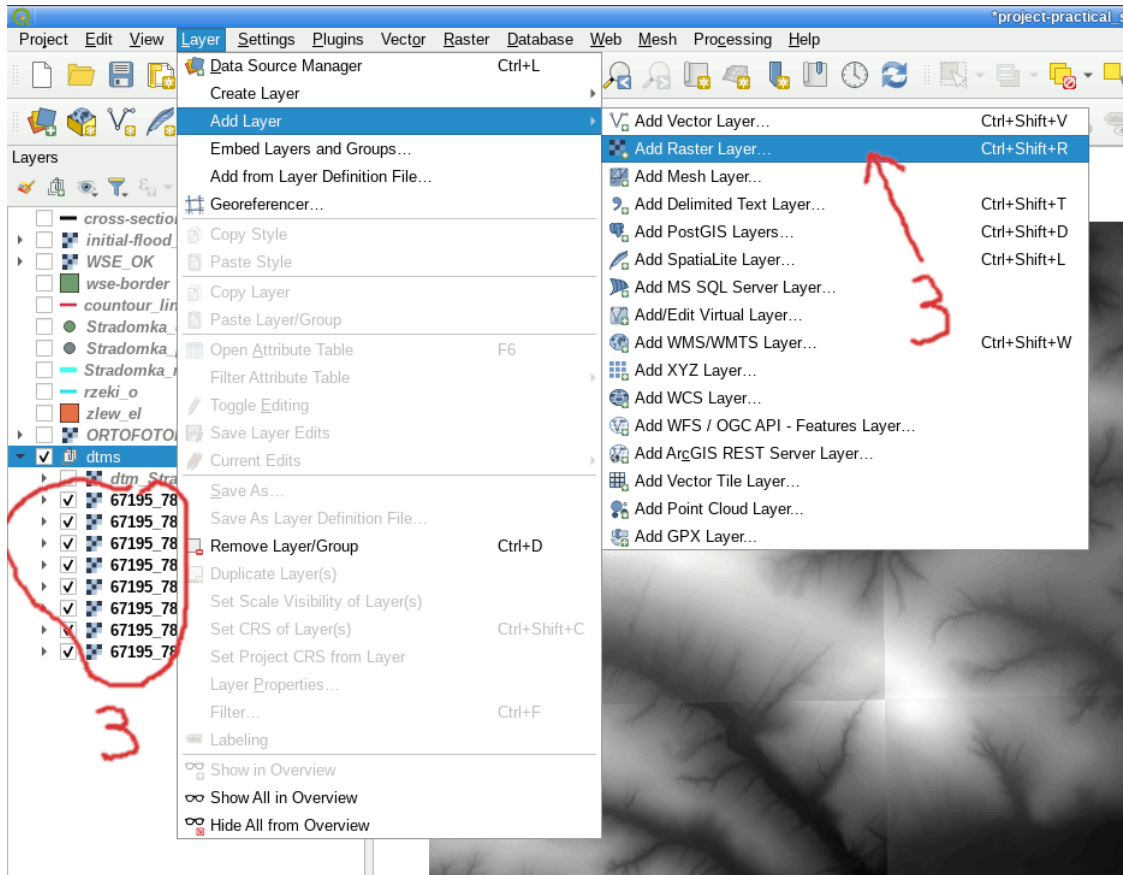 *project-practical_s
Project Edit View Layer Settings Plugins Vector Raster Database Web Mesh Processing Help
Layers
cross-section
initial-flood_
WSE_OK
wse-border
countour_lin
Stradomka_
Stradomka_
Stradomka_r
rzeki_o
zlew_el
ORTOFOTO
dtms
dtm_Stra
67195_78
67195_78
67195_78
67195_78
67195_78
67195_78
67195_78
67195_78
3
Data Source Manager Ctrl+L
Create Layer
Add Layer
Embed Layers and Groups…
Add from Layer Definition File…
Georeferencer…
Copy Style
Paste Style
Copy Layer
Paste Layer/Group
Open Attribute Table F6
Filter Attribute Table
Toggle Editing
Save Layer Edits
Current Edits
Save As…
Save As Layer Definition File…
Remove Layer/Group Ctrl+D
Duplicate Layer(s)
Set Scale Visibility of Layer(s)
Set CRS of Layer(s) Ctrl+Shift+C
Set Project CRS from Layer
Layer Properties…
Filter… Ctrl+F
Labeling
Show in Overview
Show All in Overview
Hide All from Overview
Add Vector Layer… Ctrl+Shift+V
Add Raster Layer… Ctrl+Shift+R
Add Mesh Layer...
Add Delimited Text Layer… Ctrl+Shift+T
Add PostGIS Layers… Ctrl+Shift+D
Add SpatiaLite Layer… Ctrl+Shift+L
Add MS SQL Server Layer…
Add/Edit Virtual Layer…
Add WMS/WMTS Layer… Ctrl+Shift+W
Add XYZ Layer…
Add WCS Layer…
Add WFS / OGC API - Features Layer…
Add ArcGIS REST Server Layer…
Add Vector Tile Layer…
Add Point Cloud Layer...
Add GPX Layer...
3